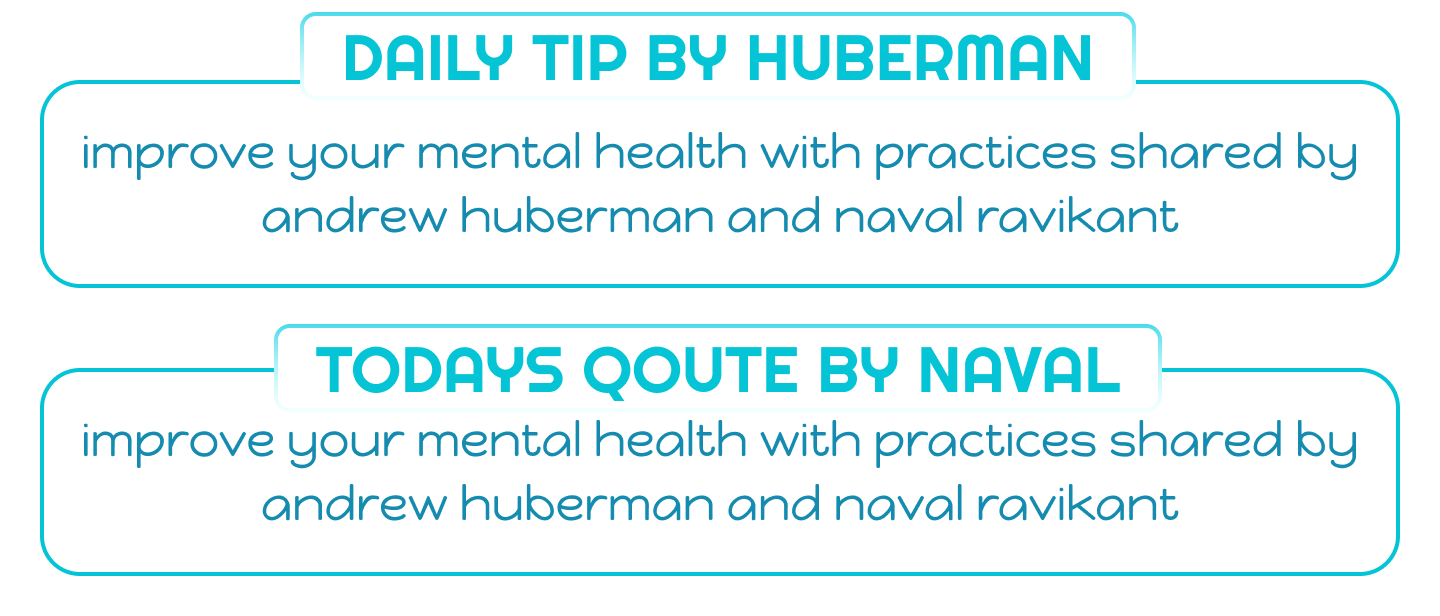 DAILY TIP BY HUBERMAN
improve your mental health with practices shared by
andrew huberman and naval ravikant
TODAYS QOUTE BY NAVAL
improve your mental health with practices shared by
andrew huberman and naval ravikant